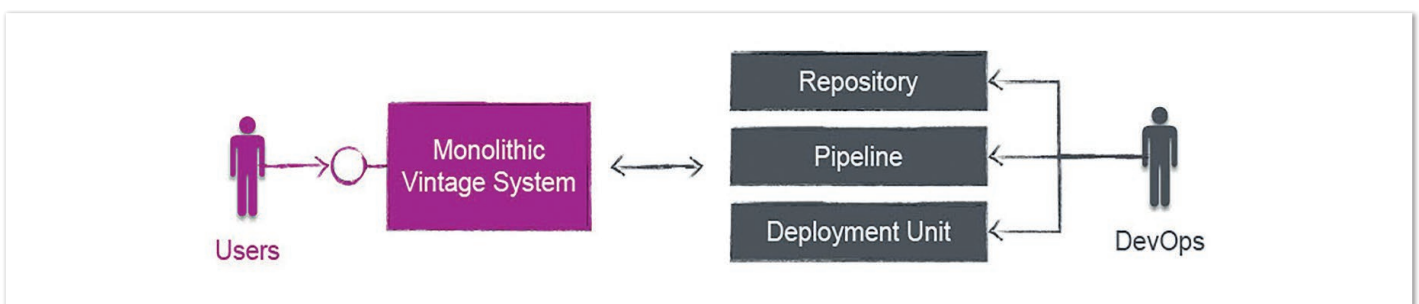 Users
Monolithic
Vintage System
Repository
Pipeline
Deployment Unit
DevOps